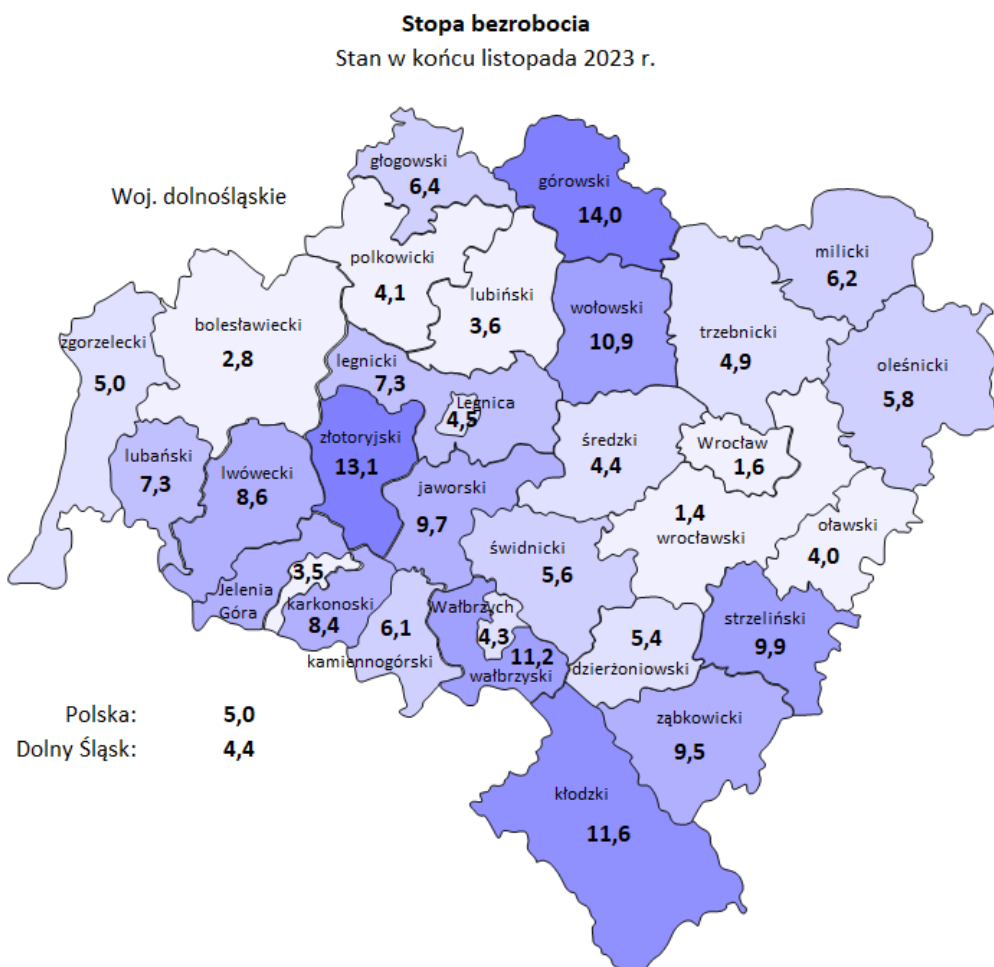 Stopa bezrobocia
Stan w końcu listopada 2023 r.
Woj. dolnośląskie
głogowski
6,4
górowski
14,0
milicki
6,2
polkowicki
4,1
lubiński
3,6
wołowski
10,9
trzebnicki
4,9
oleśnicki
5,8
zgorzelecki
5,0
bolesławiecki
2,8
legnicki
7,3
Legnica
4,5
złotoryjski
13,1
średzki
4,4
Wrocław
1,6
lubański
7,3
lwówecki
8,6
jaworski
9,7
1,4
wrocławski
oławski
4,0
świdnicki
5,6
3,5
Jelenia
Góra
karkonoski
8,4
6,1
kamiennogórski
Wałbrzych
4,3
11,2
wałbrzyski
5,4
dzierżoniowski
strzeliński
9,9
Polska: 5,0
Dolny Śląsk: 4,4
ząbkowicki
9,5
kłodzki
11,6